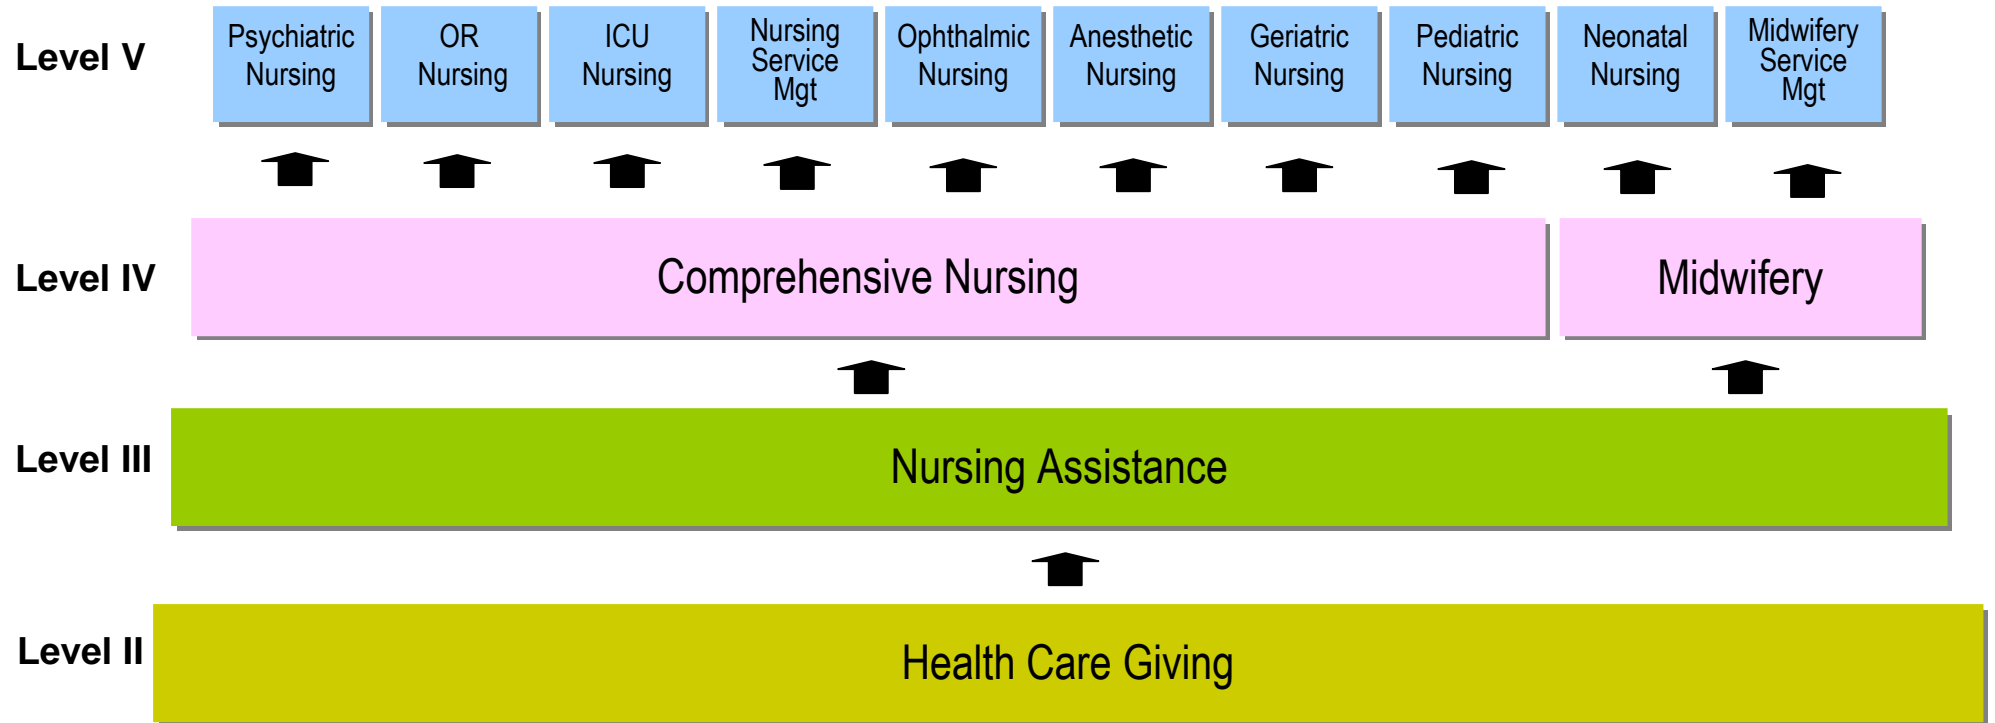 Level V
Psychiatric
Nursing
OR
Nursing
ICU
Nursing
Nursing
Service
Mgt
Ophthalmic
Nursing
Anesthetic
Nursing
Geriatric
Nursing
Pediatric
Nursing
Neonatal
Nursing
Midwifery
Service
Mgt
Level IV
Comprehensive Nursing
Midwifery
Level III
Nursing Assistance
Level II
Health Care Giving